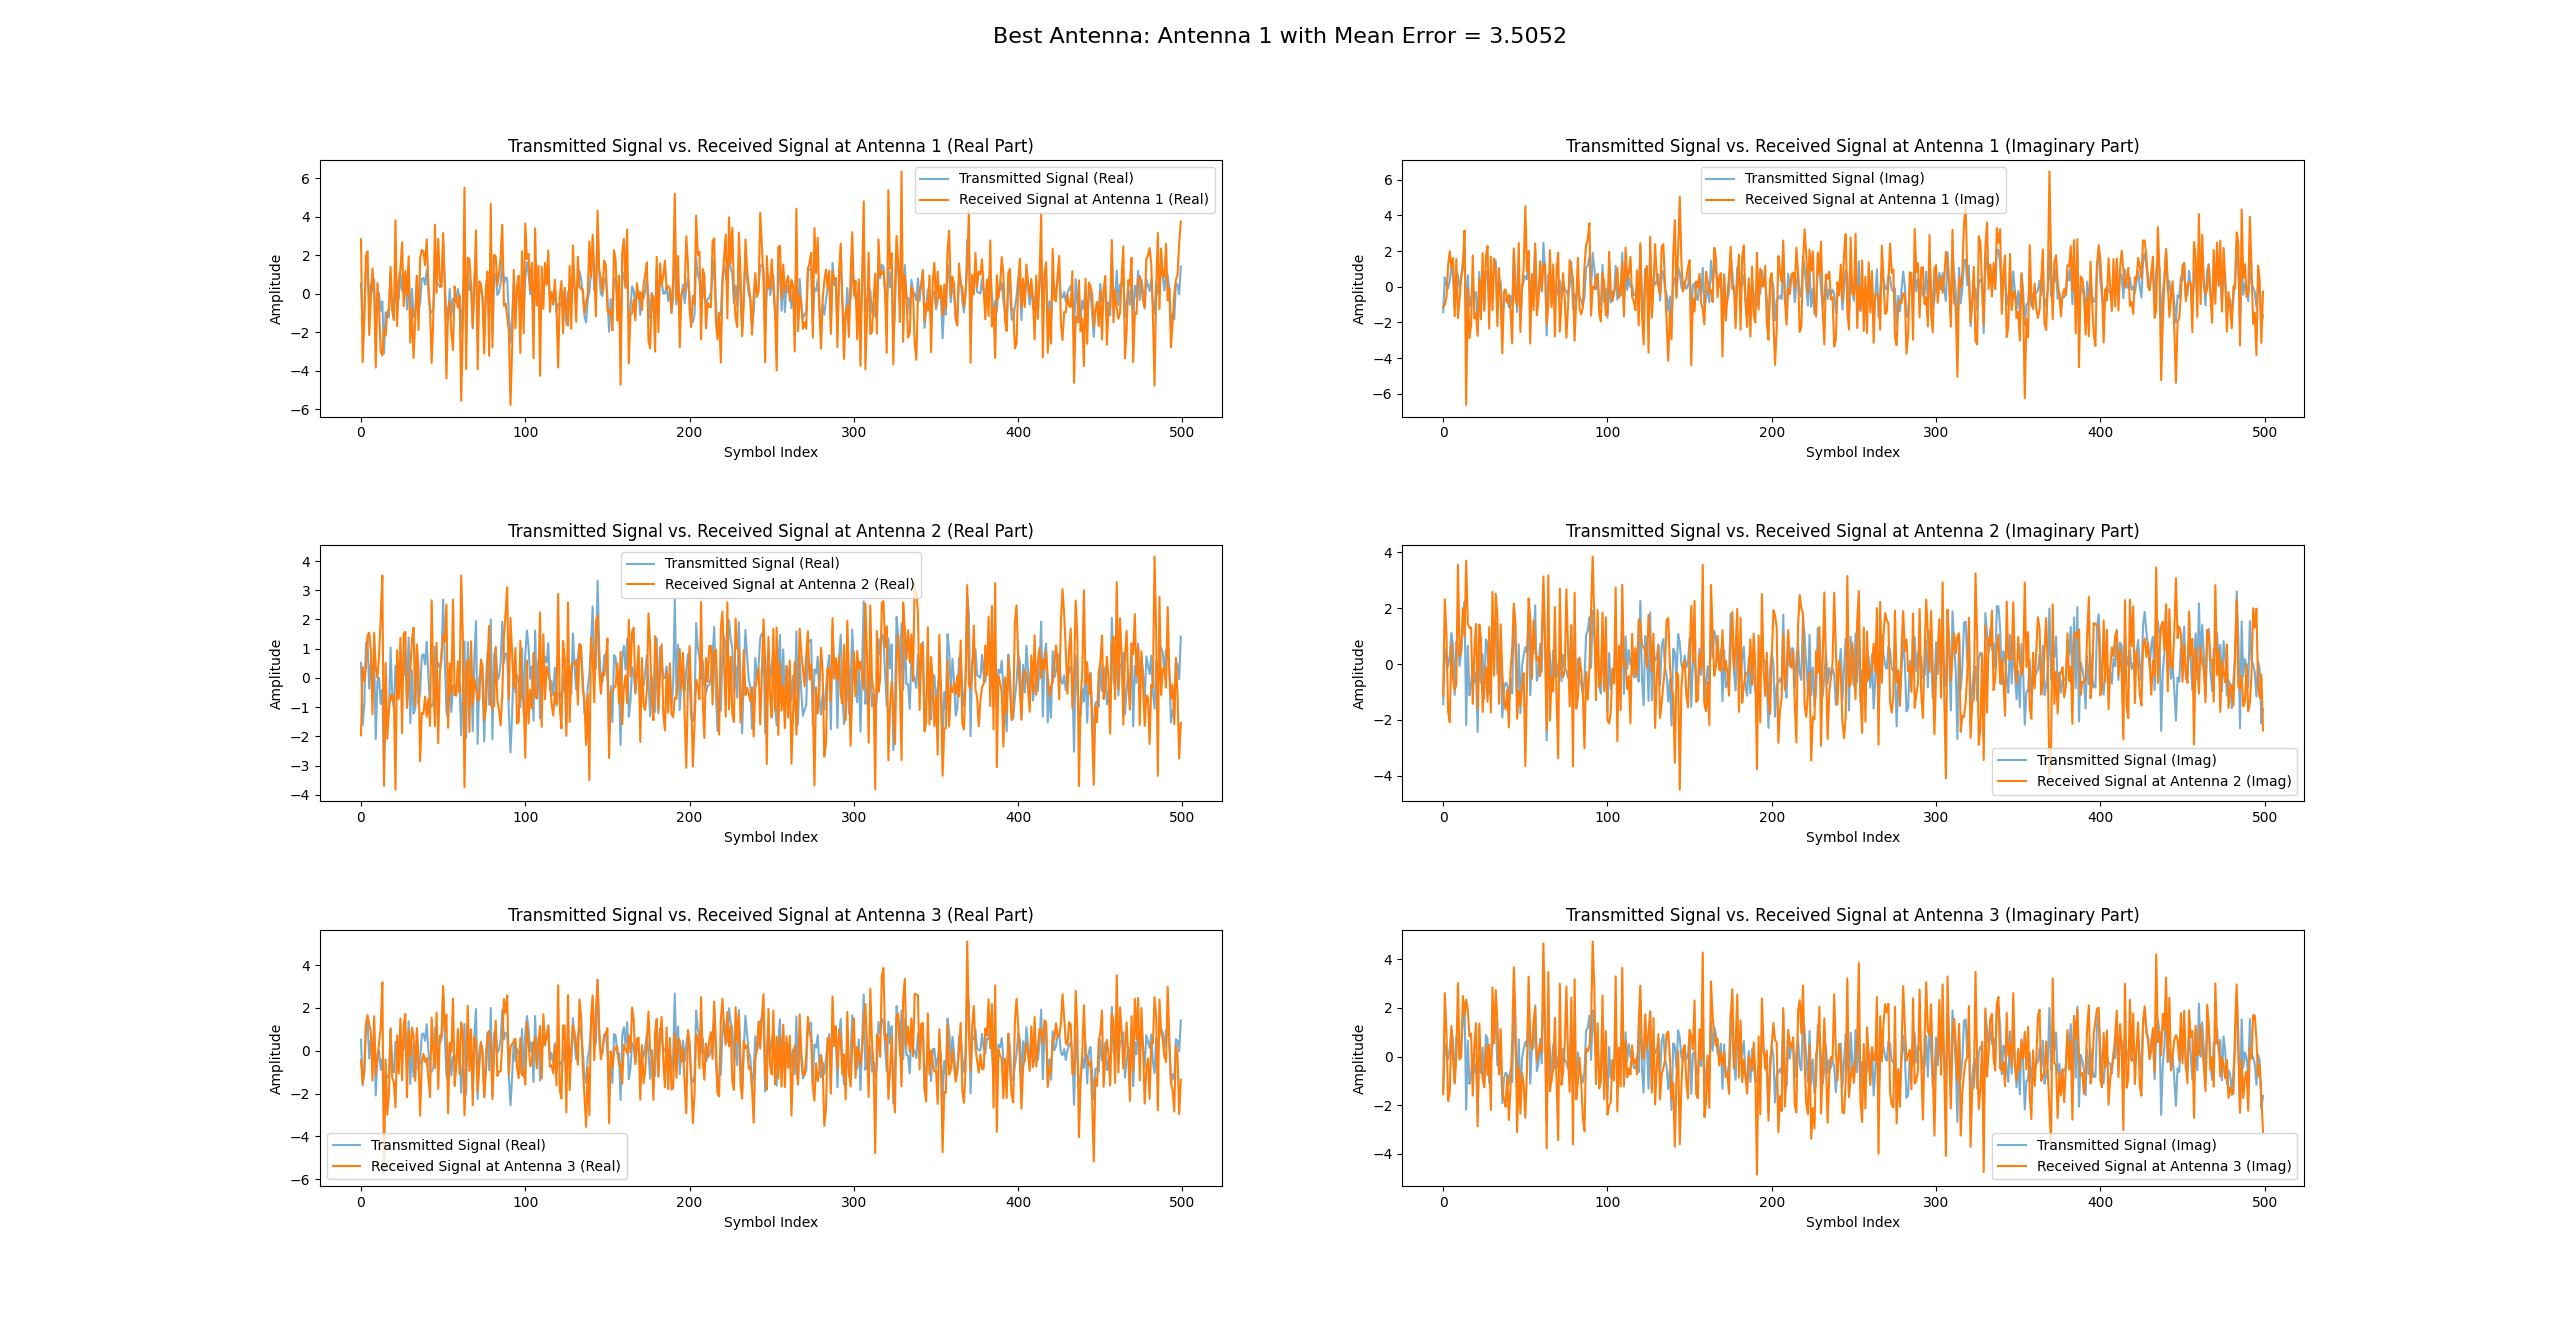 Best Antenna: Antenna 1 with Mean Error = 3.5052
Transmitted Signal vs. Received Signal at Antenna 1 (Real Part)
Transmitted Signal (Real)
Received Signal at Antenna 1 (Real)
Amplitude
6
4
2
0
−2
−4
−6
0 100 200 300 400 500
Symbol Index
Transmitted Signal vs. Received Signal at Antenna 1 (Imaginary Part)
Transmitted Signal (Imag)
Received Signal at Antenna 1 (Imag)
Amplitude
6
4
2
0
−2
−4
−6
0 100 200 300 400 500
Symbol Index
Transmitted Signal vs. Received Signal at Antenna 2 (Real Part)
Transmitted Signal (Real)
Received Signal at Antenna 2 (Real)
Amplitude
4
3
2
1
0
−1
−2
−3
−4
0 100 200 300 400 500
Symbol Index
Transmitted Signal vs. Received Signal at Antenna 2 (Imaginary Part)
Amplitude
4
2
0
−2
−4
Transmitted Signal (Imag)
Received Signal at Antenna 2 (Imag)
0 100 200 300 400 500
Symbol Index
Transmitted Signal vs. Received Signal at Antenna 3 (Real Part)
Amplitude
4
2
0
−2
−4
−6
Transmitted Signal (Real)
Received Signal at Antenna 3 (Real)
0 100 200 300 400 500
Symbol Index
Transmitted Signal vs. Received Signal at Antenna 3 (Imaginary Part)
Amplitude
4
2
0
−2
−4
Transmitted Signal (Imag)
Received Signal at Antenna 3 (Imag)
0 100 200 300 400 500
Symbol Index